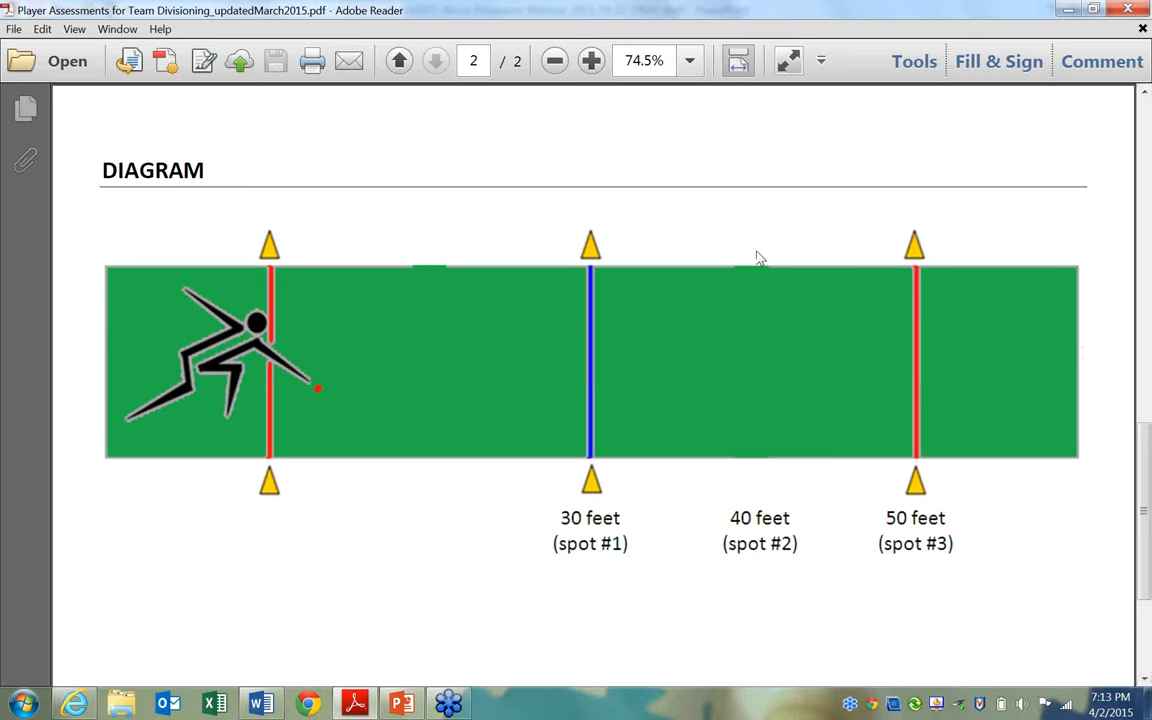 Player Assessments for Team Divisioning_updatedMarch2015.pdf - Adobe Reader
File Edit View Window Help
Open 2 / 2 74.5% Tools Fill & Sign Comment
DIAGRAM
30 feet 40 feet 50 feet
(spot #1) (spot #2) (spot #3)
7:13 PM
4/2/2015